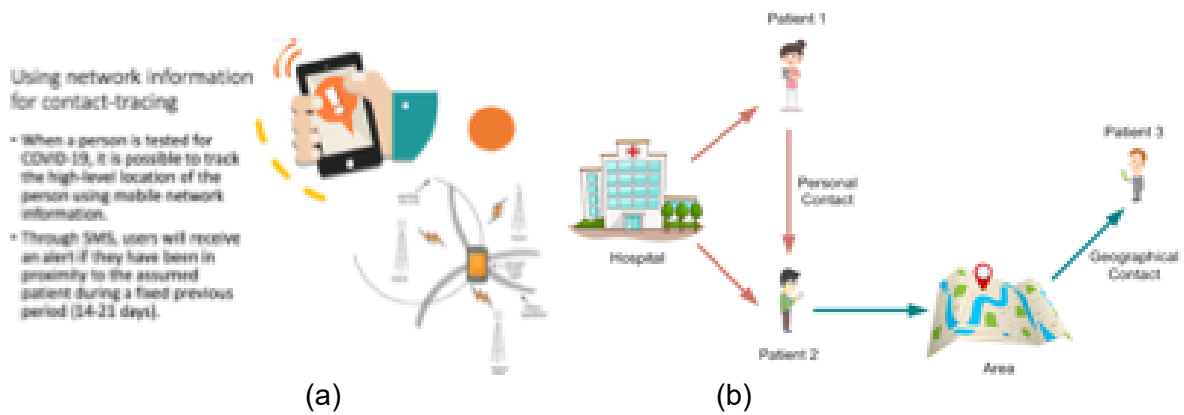 Using network information
for contact-tracing
• When a person is tested for
COVID-19, it is possible to track
the high-level location of the
person using mobile network
information.
• Through SMS, users will receive
an alert if they have been in
proximity to the assumed
patient during a fixed previous
period (14-21 days).
(a)
Patient 1
Patient 3
Personal
Contact
Hospital
Geographical
Contact
Patient 2
Area
(b)